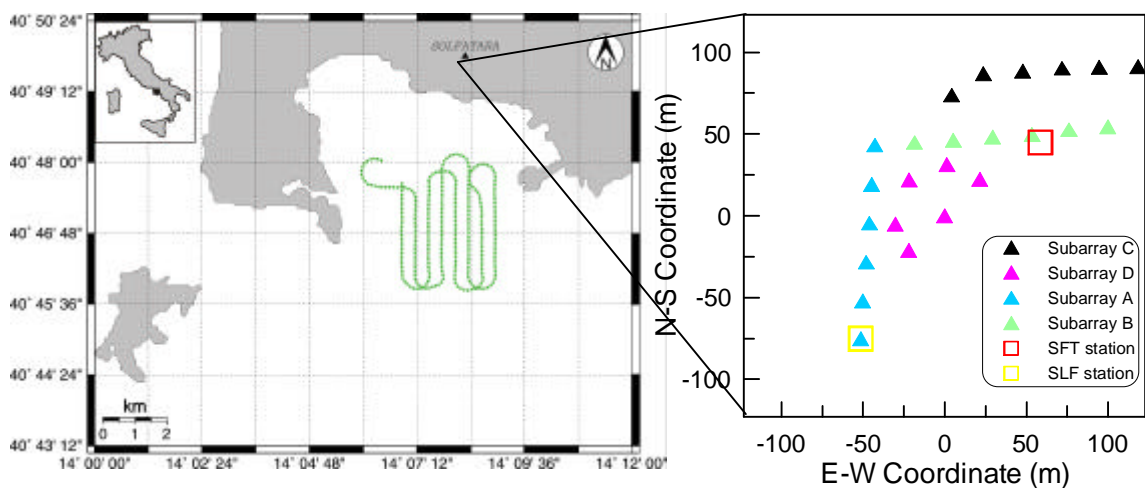 40° 50' 24"
40° 49' 12"
40° 48' 00"
40° 46' 48"
40° 45' 36"
40° 44' 24"
40° 43' 12"
14° 00' 00"
14° 02' 24"
14° 04' 48"
14° 07' 12"
14° 09' 36"
14° 12' 00"
SOLFATARA
N
km
0 1 2
N-S Coordinate (m)
100
50
0
-50
-100
Subarray C
Subarray D
Subarray A
Subarray B
SFT station
SLF station
-100 -50 0 50 100
E-W Coordinate (m)